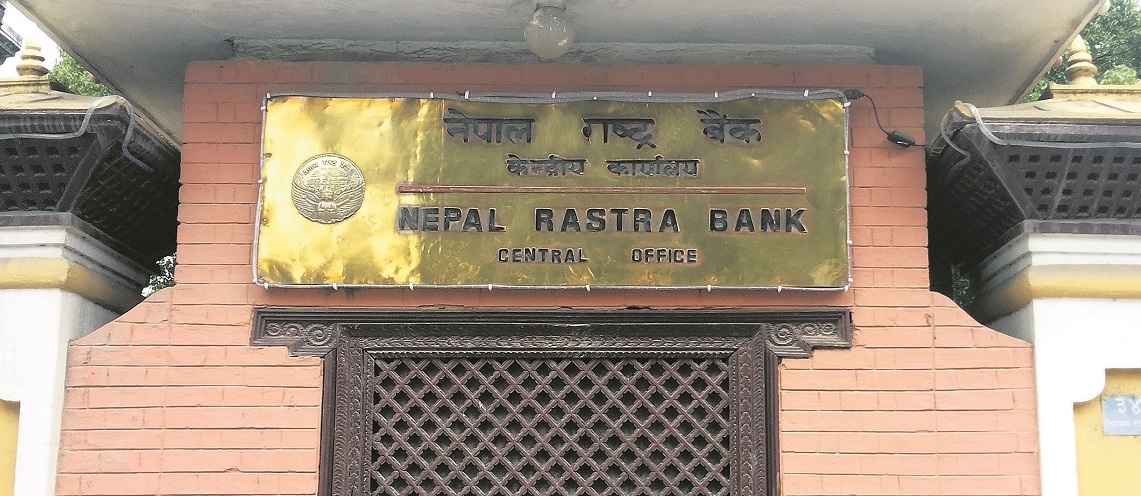 नेपाल राष्ट्र बैंक
केन्द्रीय कार्यालय
NEPAL RASTRA BANK
CENTRAL OFFICE